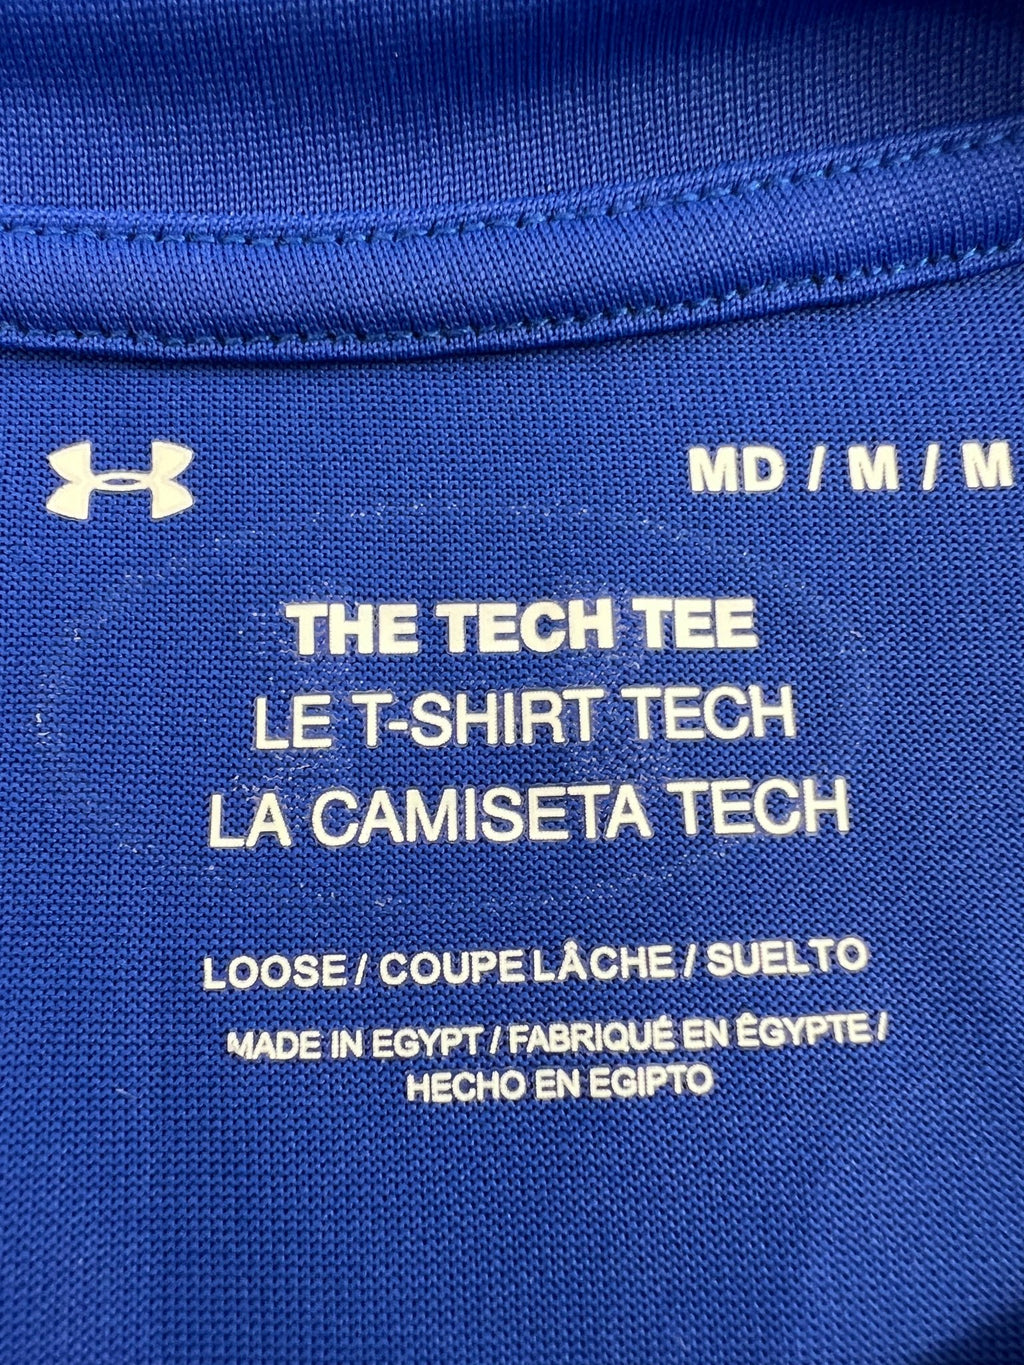 MD / M / M
THE TECH TEE
LE T-SHIRT TECH
LA CAMISETA TECH
LOOSE / COUPE LÂCHE / SUELTO
MADE IN EGYPT / FABRIQUÉ EN ÊGYPTE /
HECHO EN EGIPTO